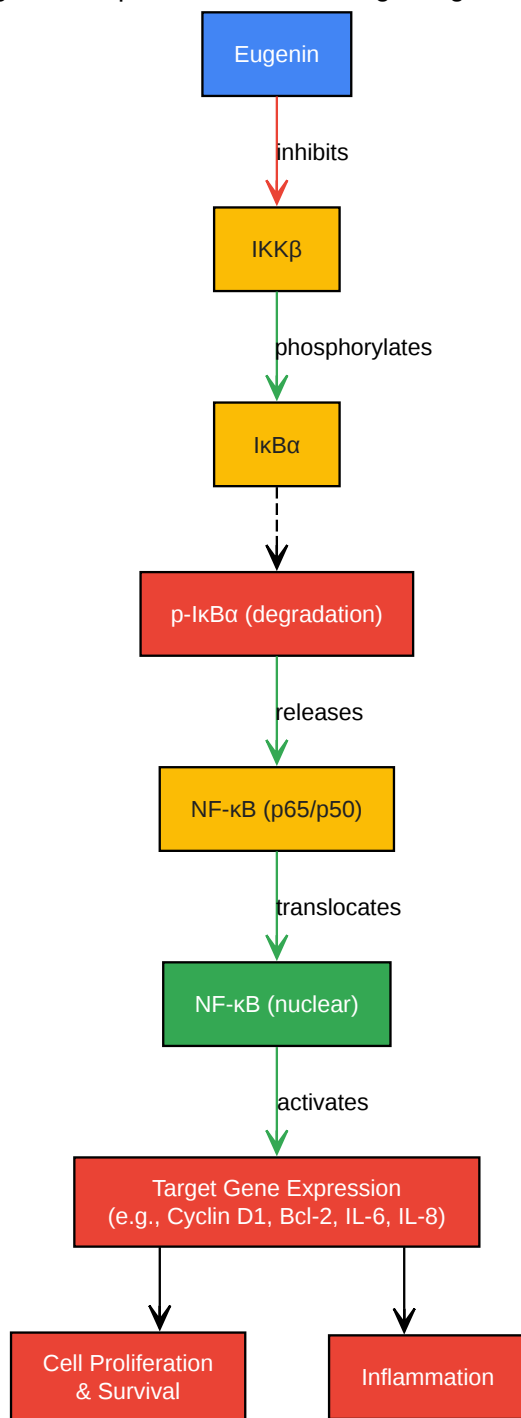 Eugenin
inhibits
IKKβ
phosphorylates
IκBα
p-IκBα (degradation)
releases
NF-κB (p65/p50)
translocates
NF-κB (nuclear)
activates
Target Gene Expression
(e.g., Cyclin D1, Bcl-2, IL-6, IL-8)
Cell Proliferation
& Survival
Inflammation